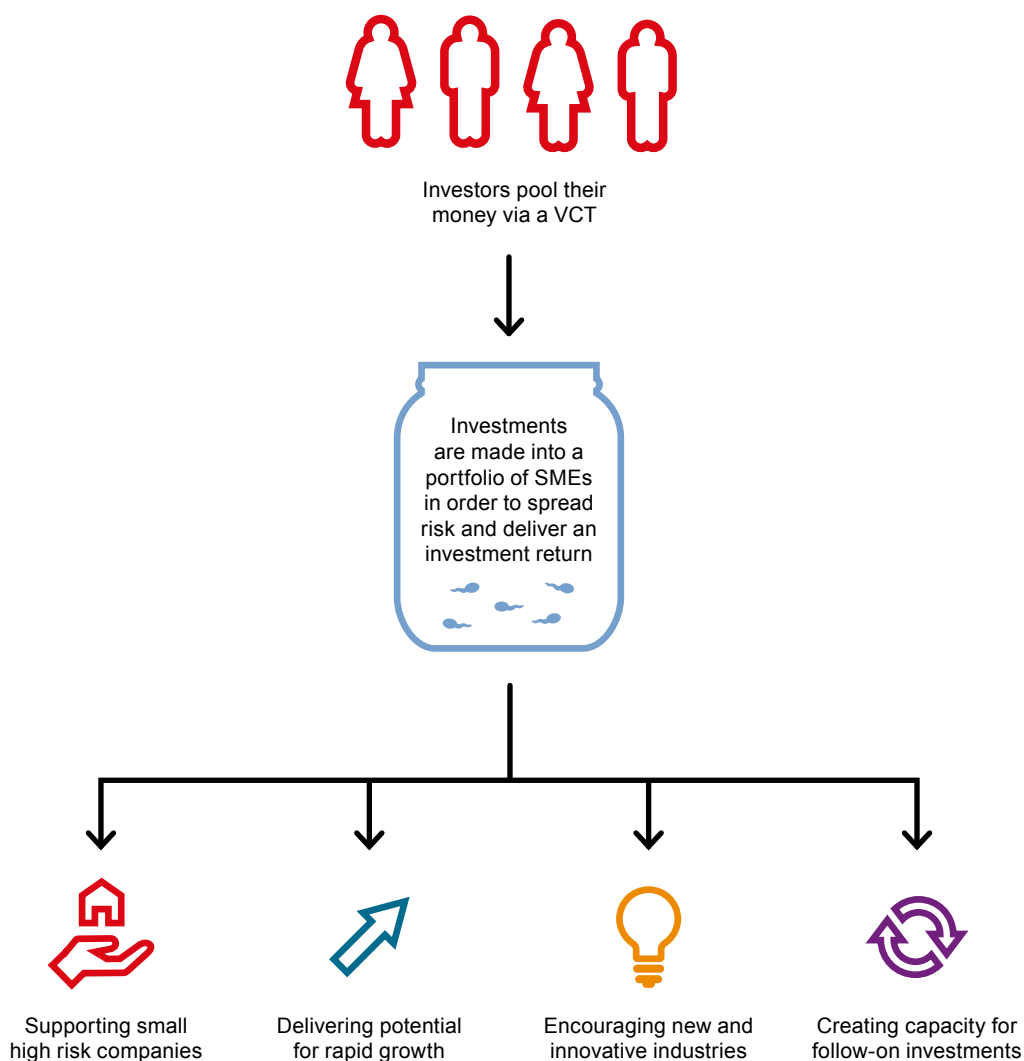 Investors pool their
money via a VCT
Investments
are made into a
portfolio of SMEs
in order to spread
risk and deliver an
investment return
Supporting small
high risk companies
Delivering potential
for rapid growth
Encouraging new and
innovative industries
Creating capacity for
follow-on investments